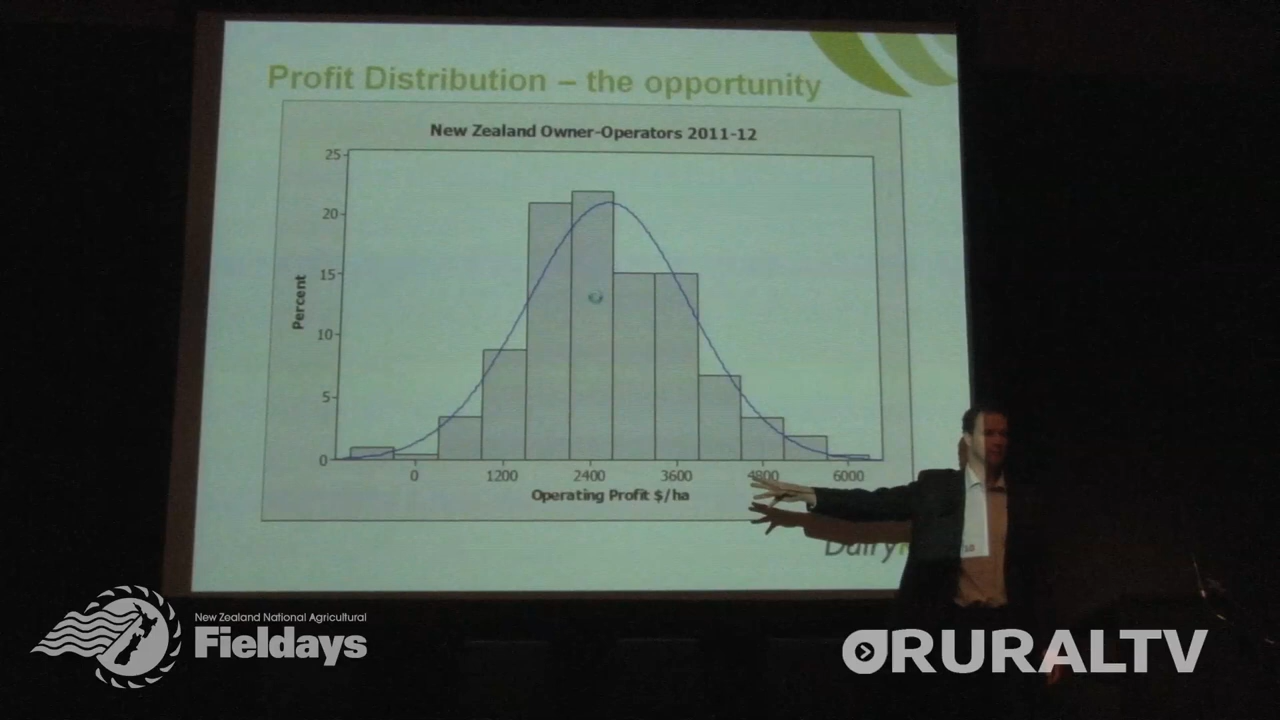 Profit Distribution – the opportunity
New Zealand Owner-Operators 2011-12
25
20
15
10
5
0
Percent
0 1200 2400 3600 4800 6000
Operating Profit $/ha
Dairy
New Zealand National Agricultural
Fieldays
RURALTV